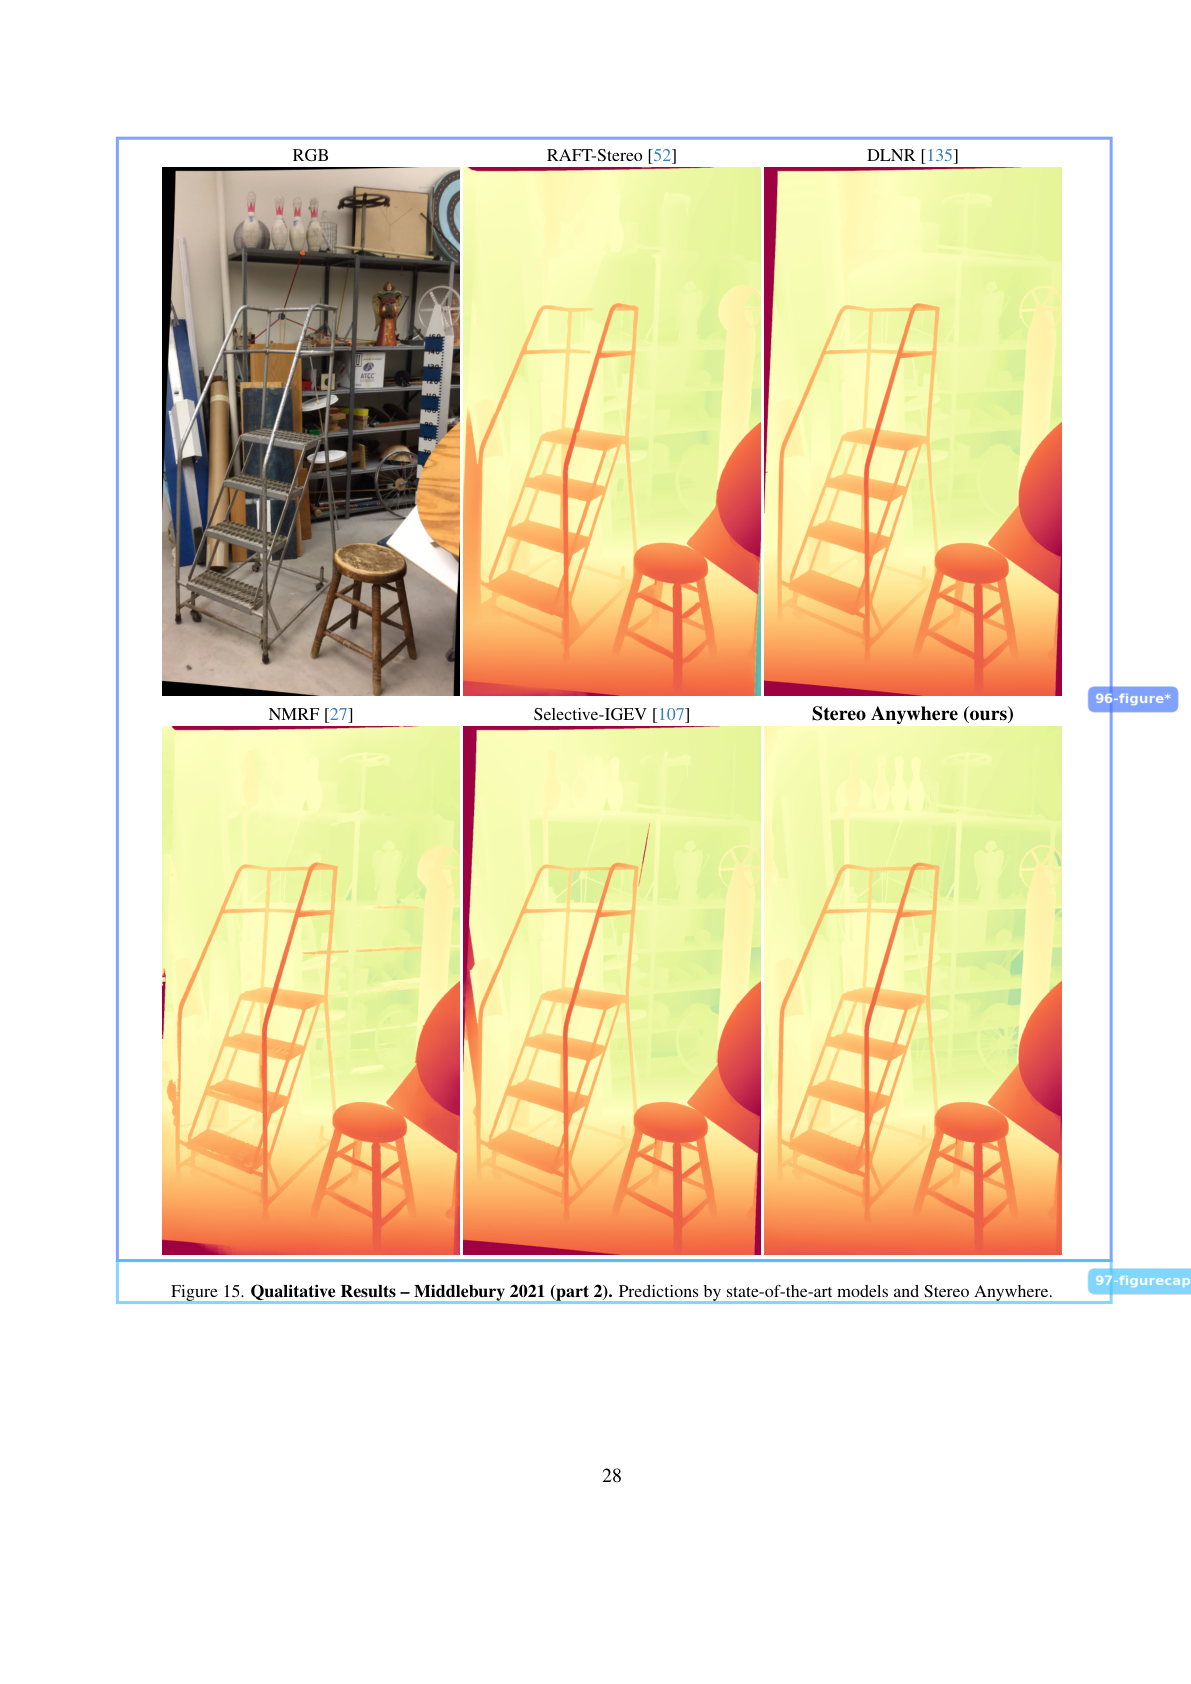 RGB
RAFT-Stereo [52]
DLNR [135]
ATCC
96-figure*
NMRF [27]
Selective-IGEV [107]
Stereo Anywhere (ours)
97-figurecap
Figure 15. Qualitative Results – Middlebury 2021 (part 2). Predictions by state-of-the-art models and Stereo Anywhere.
28